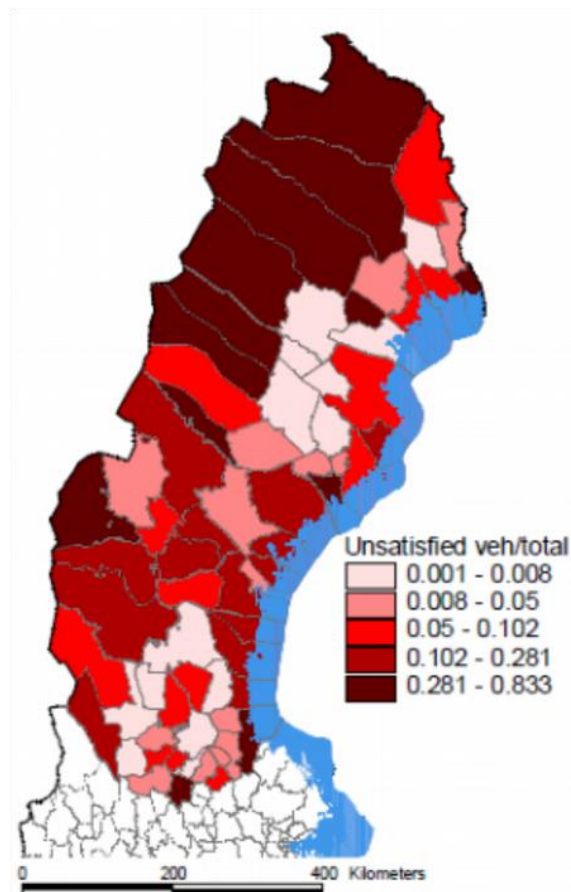 Unsatisfied veh/total
0.001 - 0.008
0.008 - 0.05
0.05 - 0.102
0.102 - 0.281
0.281 - 0.833
0 200 400 Kilometers